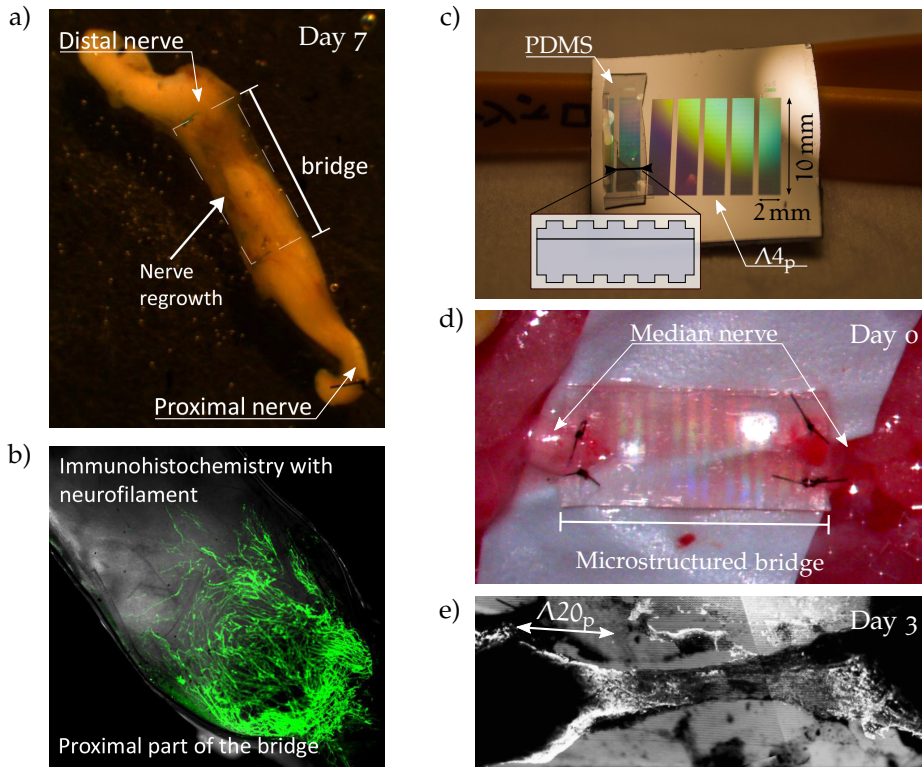 a)
Distal nerve
Day 7
bridge
Nerve
regrowth
Proximal nerve
b)
Immunohistochemistry with
neurofilament
Proximal part of the bridge
c)
PDMS
10 mm
2 mm
Λ4p
d)
Median nerve
Day 0
Microstructured bridge
e)
Λ20p
Day 3